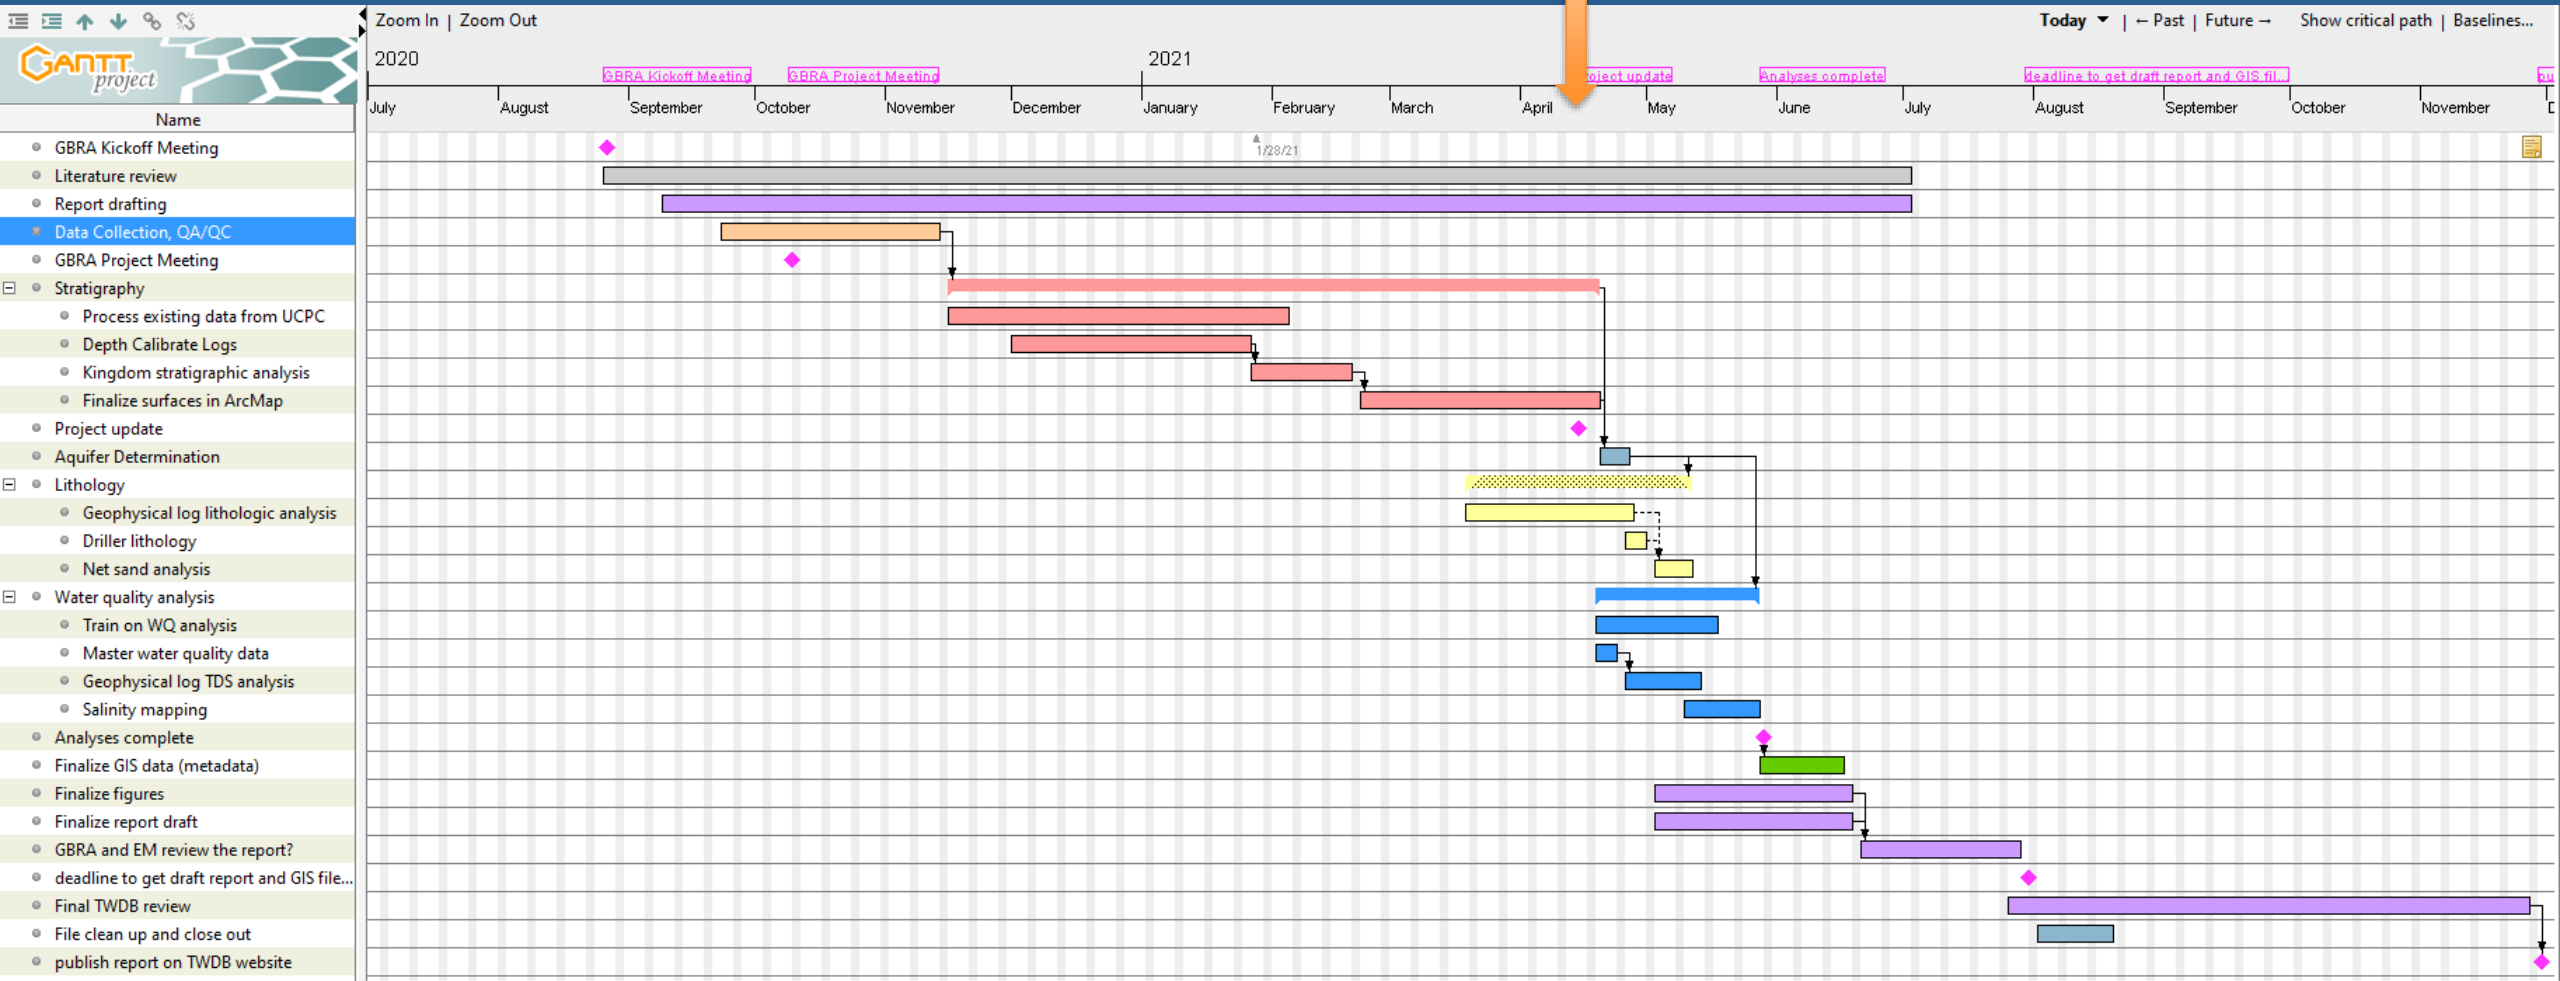 Zoom In | Zoom Out
Today ▼ | ← Past | Future → Show critical path | Baselines...
GANTT
project
2020 2021
GBRA Kickoff Meeting GBRA Project Meeting oject update Analyses complete deadline to get draft report and GIS fil... pu
July August September October November December January February March April May June July August September October November D
Name
GBRA Kickoff Meeting
1/28/21
Literature review
Report drafting
Data Collection, QA/QC
GBRA Project Meeting
Stratigraphy
Process existing data from UCPC
Depth Calibrate Logs
Kingdom stratigraphic analysis
Finalize surfaces in ArcMap
Project update
Aquifer Determination
Lithology
Geophysical log lithologic analysis
Driller lithology
Net sand analysis
Water quality analysis
Train on WQ analysis
Master water quality data
Geophysical log TDS analysis
Salinity mapping
Analyses complete
Finalize GIS data (metadata)
Finalize figures
Finalize report draft
GBRA and EM review the report?
deadline to get draft report and GIS file...
Final TWDB review
File clean up and close out
publish report on TWDB website